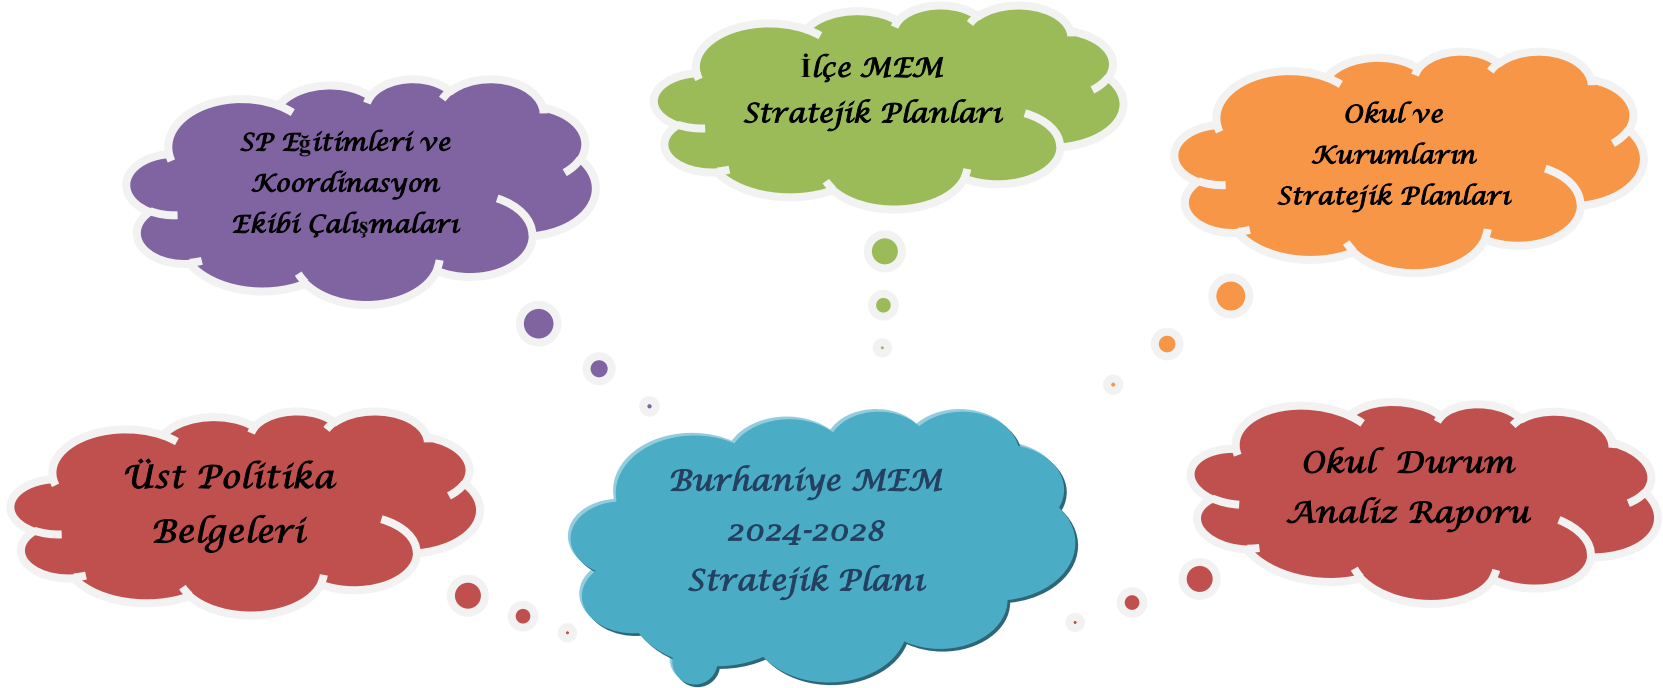 İlçe MEM
Stratejik Planları
SP Eğitimleri ve
Koordinasyon
Ekibi Çalışmaları
Okul ve
Kurumların
Stratejik Planları
Üst Politika
Belgeleri
Burhaniye MEM
2024-2028
Stratejik Planı
Okul Durum
Analiz Raporu